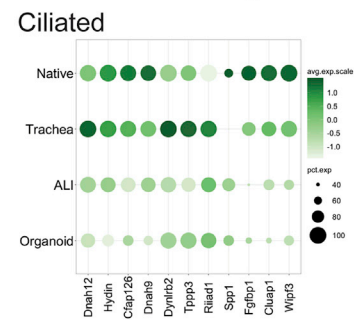 Ciliated
Native
Trachea
ALI
Organoid
Dnah12
Hydin
Cfap126
Dnah9
Dynlrb2
Tppp3
Riiad1
Spp1
Fgfbp1
Cluap1
Wipf3
avg.exp.scale
1.0
0.5
0.0
-0.5
-1.0
pct.exp
40
60
80
100